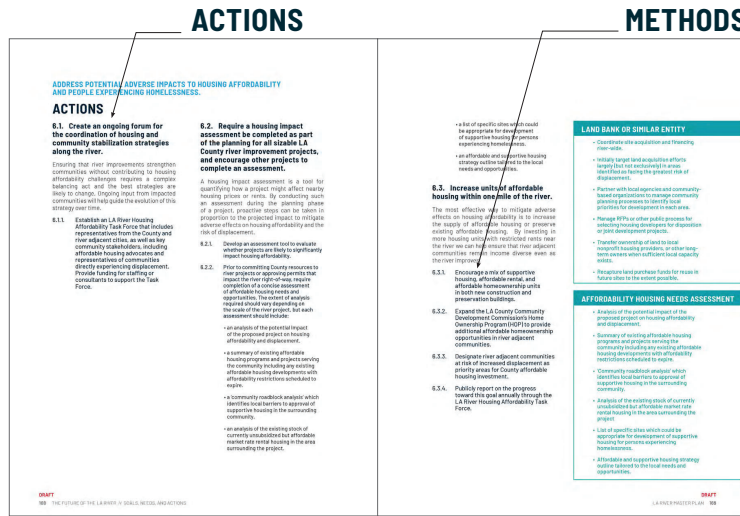 ACTIONS
METHODS
ADDRESS POTENTIAL ADVERSE IMPACTS TO HOUSING AFFORDABILITY
AND PEOPLE EXPERIENCING HOMELESSNESS.
ACTIONS
6.1. Create an ongoing forum for
the coordination of housing and
community stabilization strategies
along the river.
Ensuring that river improvements strengthen
communities without contributing to housing
affordability challenges requires a complex
balancing act and the best strategies are
likely to change. Ongoing input from impacted
communities will help guide the evolution of this
strategy over time.
6.1.1. Establish an LA River Housing
Affordability Task Force that includes
representatives from the County and
river adjacent cities, as well as key
community stakeholders, including
affordable housing advocates and
representatives of communities
directly experiencing displacement.
Provide funding for staffing or
consultants to support the Task
Force.
6.2. Require a housing impact
assessment be completed as part
of the planning for all sizable LA
County river improvement projects,
and encourage other projects to
complete an assessment.
A housing impact assessment is a tool for
quantifying how a project might affect nearby
housing prices or rents. By conducting such
an assessment during the planning phase
of a project, proactive steps can be taken in
proportion to the projected impact to mitigate
adverse effects on housing affordability and the
risk of displacement.
6.2.1. Develop an assessment tool to evaluate
whether projects are likely to significantly
impact housing affordability.
6.2.2. Prior to committing County resources to
river projects or approving permits that
impact the river right-of-way, require
completion of a concise assessment
of affordable housing needs and
opportunities. The extent of analysis
required should vary depending on
the scale of the river project, but each
assessment should include:
• an analysis of the potential impact
of the proposed project on housing
affordability and displacement.
• a summary of existing affordable
housing programs and projects serving
the community including any existing
affordable housing developments with
affordability restrictions scheduled to
expire.
• a 'community roadblock analysis' which
identifies local barriers to approval of
supportive housing in the surrounding
community.
• an analysis of the existing stock of
currently unsubsidized but affordable
market rate rental housing in the area
surrounding the project.
DRAFT
168 THE FUTURE OF THE LA RIVER: 9 GOALS, NEEDS, AND ACTIONS
• a list of specific sites which could
be appropriate for development
of supportive housing for persons
experiencing homelessness.
• an affordable and supportive housing
strategy outline tailored to the local
needs and opportunities.
6.3. Increase units of affordable
housing within one mile of the river.
The most effective way to mitigate adverse
effects on housing affordability is to increase
the supply of affordable housing or preserve
existing affordable housing. By investing in
more housing units with restricted rents near
the river we can ensure that river adjacent
communities remain income diverse even as
the river improves.
6.3.1. Encourage a mix of supportive
housing, affordable rental, and
affordable homeownership units
in both new construction and
preservation buildings.
6.3.2. Expand the LA County Community
Development Commission's Home
Ownership Program (HOP) to provide
additional affordable homeownership
opportunities in river adjacent
communities.
6.3.3. Designate river adjacent communities
at risk of increased displacement as
priority areas for County affordable
housing investment.
6.3.4. Publicly report on the progress
toward this goal annually through the
LA River Housing Affordability Task
Force.
LAND BANK OR SIMILAR ENTITY
• Coordinate site acquisition and financing
river-wide.
• Initially target land acquisition efforts
largely (but not exclusively) in areas
identified as facing the greatest risk of
displacement.
• Partner with local agencies and community-
based organizations to manage community
planning processes to identify local
priorities for development in each area.
• Manage RFPs or other public process for
selecting housing developers for disposition
or joint development projects.
• Transfer ownership of land to local
nonprofit housing providers, or other long-
term owners when sufficient local capacity
exists.
• Recapture land purchase funds for reuse in
future sites to the extent possible.
AFFORDABILITY HOUSING NEEDS ASSESSMENT
• Analysis of the potential impact of the
proposed project on housing affordability
and displacement.
• Summary of existing affordable housing
programs and projects serving the
community including any existing affordable
housing developments with affordability
restrictions scheduled to expire.
• 'Community roadblock analysis' which
identifies local barriers to approval of
supportive housing in the surrounding
community.
• Analysis of the existing stock of currently
unsubsidized but affordable market rate
rental housing in the area surrounding the
project
• List of specific sites which could be
appropriate for development of supportive
housing for persons experiencing
homelessness.
• Affordable and supportive housing strategy
outline tailored to the local needs and
opportunities.
DRAFT
LA RIVER MASTER PLAN 169